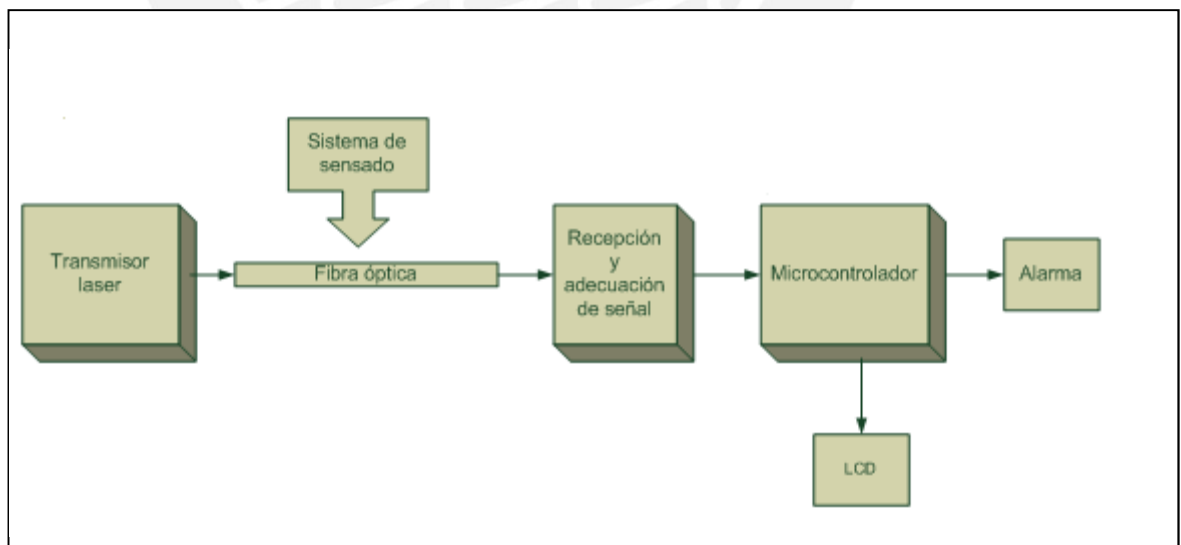 Sistema de
sensado
Transmisor
laser
Fibra óptica
Recepción
y
adecuación
de señal
Microcontrolador
Alarma
LCD